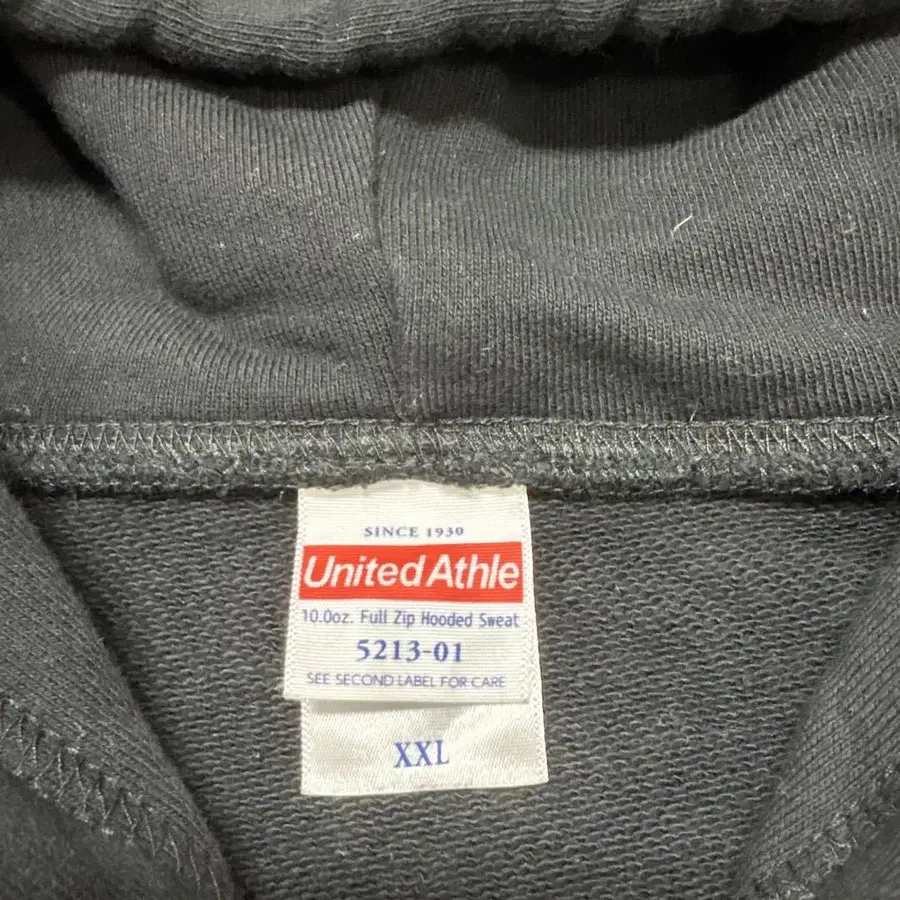 SINCE 1930
United Athle
10.0oz. Full Zip Hooded Sweat
5213-01
SEE SECOND LABEL FOR CARE
XXL